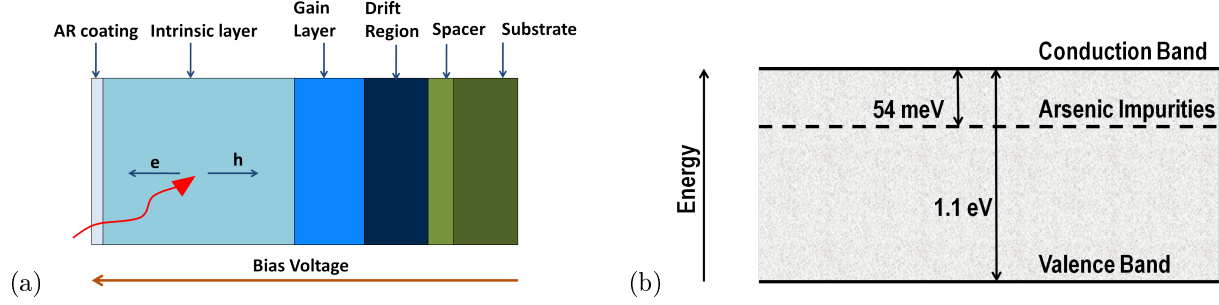 AR coating
Intrinsic layer
Gain
Layer
Drift
Region
Spacer
Substrate
e
h
Bias Voltage
(a)
Conduction Band
54 meV
Arsenic Impurities
Energy
1.1 eV
Valence Band
(b)